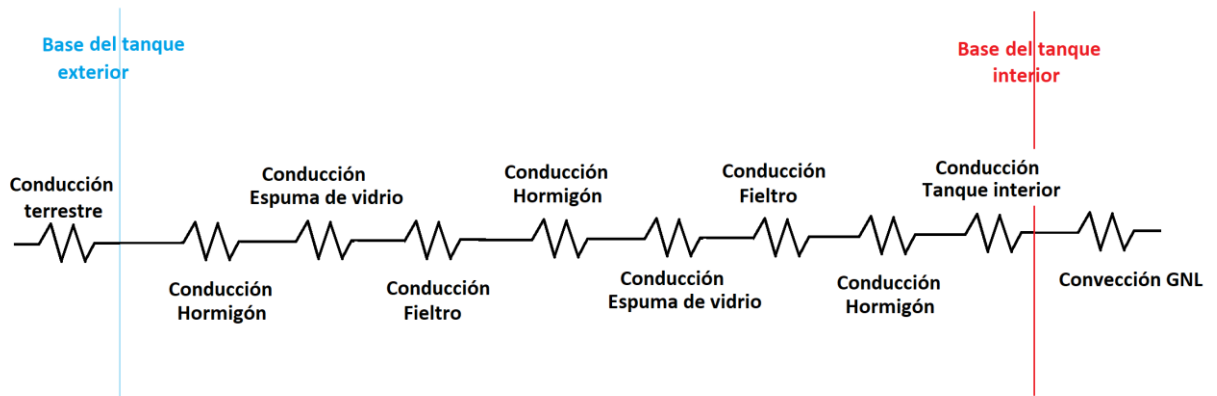 Base del tanque
exterior
Base del tanque
interior
Conducción
terrestre
Conducción
Hormigón
Conducción
Espuma de vidrio
Conducción
Fieltro
Conducción
Hormigón
Conducción
Espuma de vidrio
Conducción
Fieltro
Conducción
Hormigón
Conducción
Tanque interior
Convección GNL